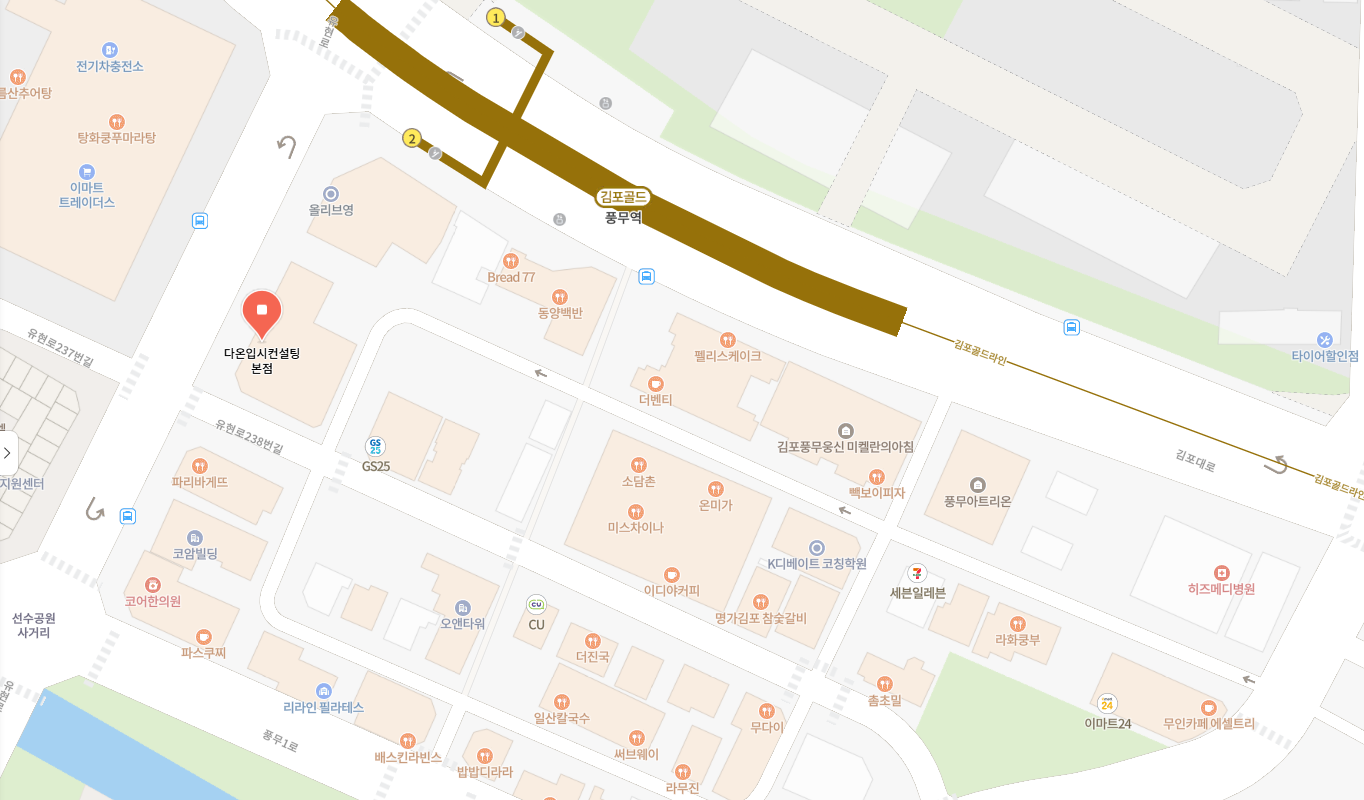 유현로
1
전기차충전소
름산추어탕
탕화쿵푸마라탕
2
이마트
트레이더스
올리브영
김포골드
풍무역
Bread 77
동양백반
다온입시컨설팅
본점
유현로237번길
펠리스케이크
김포골드라인
타이어할인점
더벤티
유현로238번길
GS25
GS25
김포풍무웅신 미켈란의아침
김포대로
파리바게뜨
소담촌
온미가
백보이피자
풍무아트리온
지원센터
미스차이나
코암빌딩
K디베이트 코칭학원
코어한의원
이디야커피
세븐일레븐
히즈메디병원
선수공원
사거리
오앤타워
CU
CU
명가김포 참숯갈비
라화쿵부
파스쿠찌
더진국
촘초밀
리라인 필라테스
일산칼국수
무다이
24
이마트24
무인카페 에셀트리
풍무1로
배스킨라빈스
밥밥디라라
써브웨이
라무진